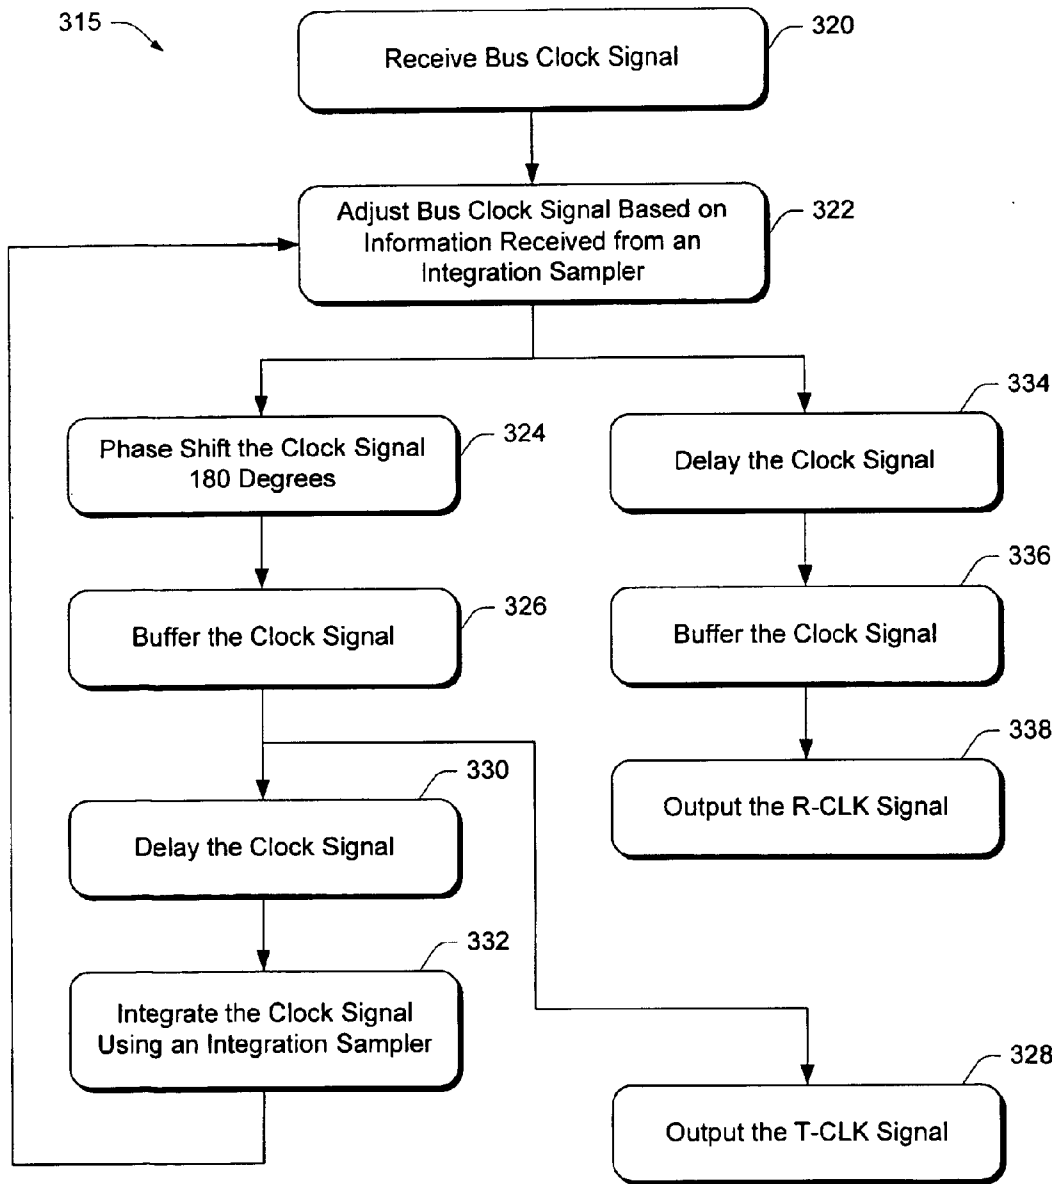 315
320
Receive Bus Clock Signal
322
Adjust Bus Clock Signal Based on
Information Received from an
Integration Sampler
324
Phase Shift the Clock Signal
180 Degrees
334
Delay the Clock Signal
326
Buffer the Clock Signal
336
Buffer the Clock Signal
338
Output the R-CLK Signal
330
Delay the Clock Signal
332
Integrate the Clock Signal
Using an Integration Sampler
328
Output the T-CLK Signal